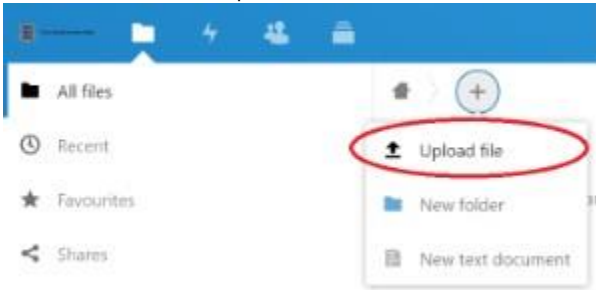 All files
Recent
Favourites
Shares
Upload file
New folder
New text document